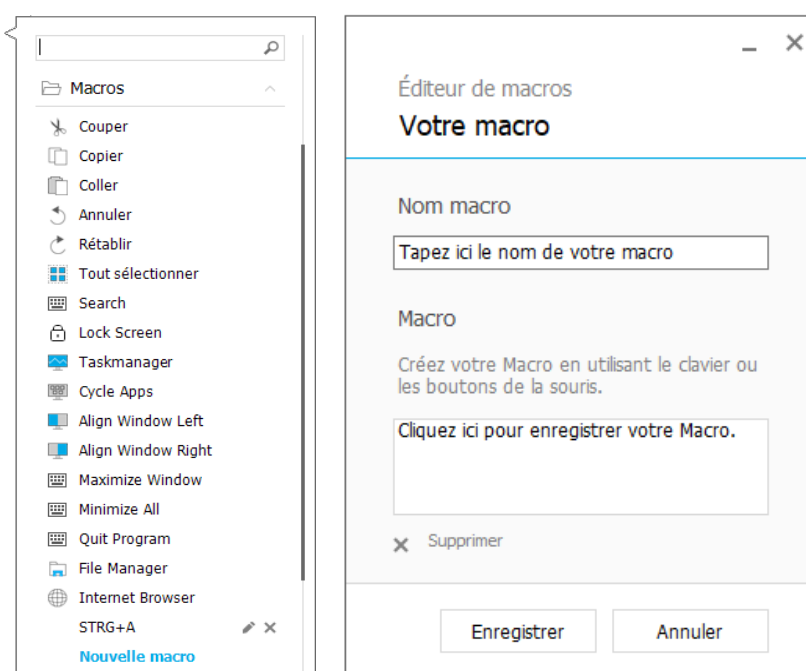 Macros
Couper
Copier
Coller
Annuler
Rétablir
Tout sélectionner
Search
Lock Screen
Taskmanager
Cycle Apps
Align Window Left
Align Window Right
Maximize Window
Minimize All
Quit Program
File Manager
Internet Browser
STRG+A
Nouvelle macro
Éditeur de macros
Votre macro
Nom macro
Tapez ici le nom de votre macro
Macro
Créez votre Macro en utilisant le clavier ou
les boutons de la souris.
Cliquez ici pour enregistrer votre Macro.
Supprimer
Enregistrer
Annuler